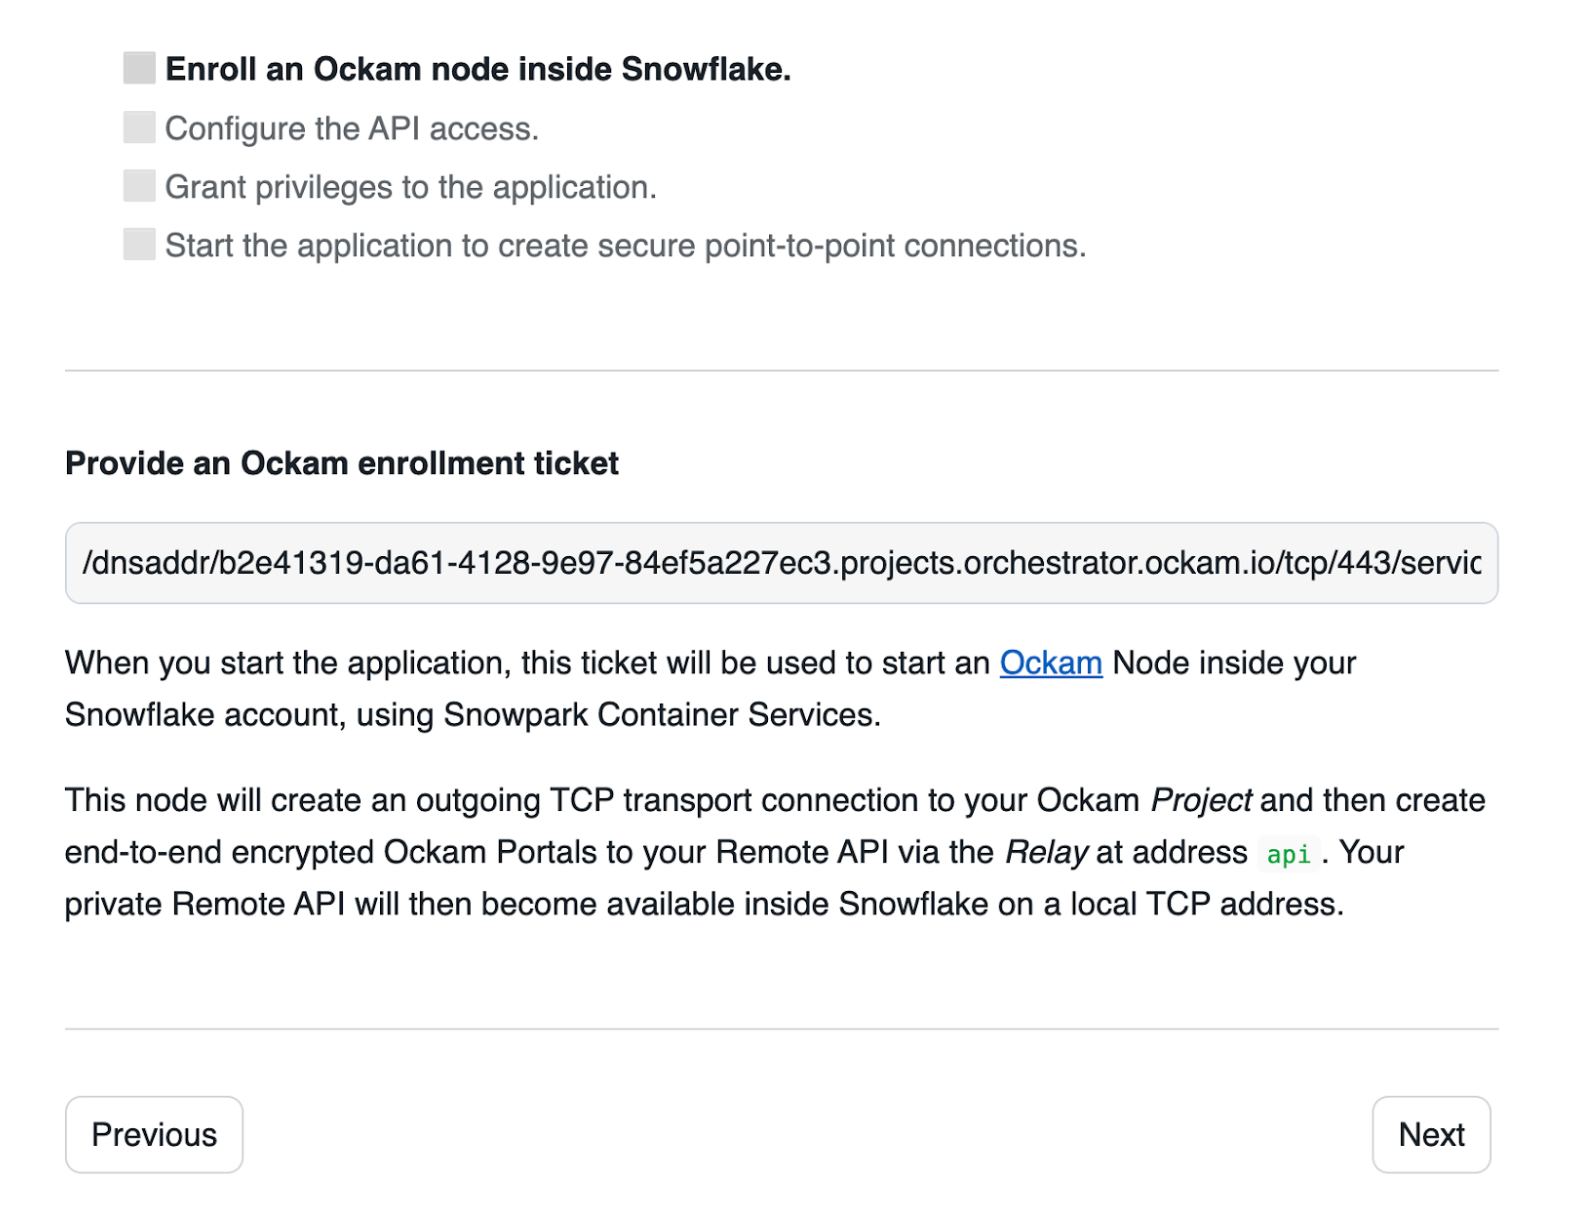 Enroll an Ockam node inside Snowflake.
Configure the API access.
Grant privileges to the application.
Start the application to create secure point-to-point connections.
Provide an Ockam enrollment ticket
/dnsaddr/b2e41319-da61-4128-9e97-84ef5a227ec3.projects.orchestrator.ockam.io/tcp/443/servic
When you start the application, this ticket will be used to start an Ockam Node inside your
Snowflake account, using Snowpark Container Services.
This node will create an outgoing TCP transport connection to your Ockam Project and then create
end-to-end encrypted Ockam Portals to your Remote API via the Relay at address api . Your
private Remote API will then become available inside Snowflake on a local TCP address.
Previous
Next